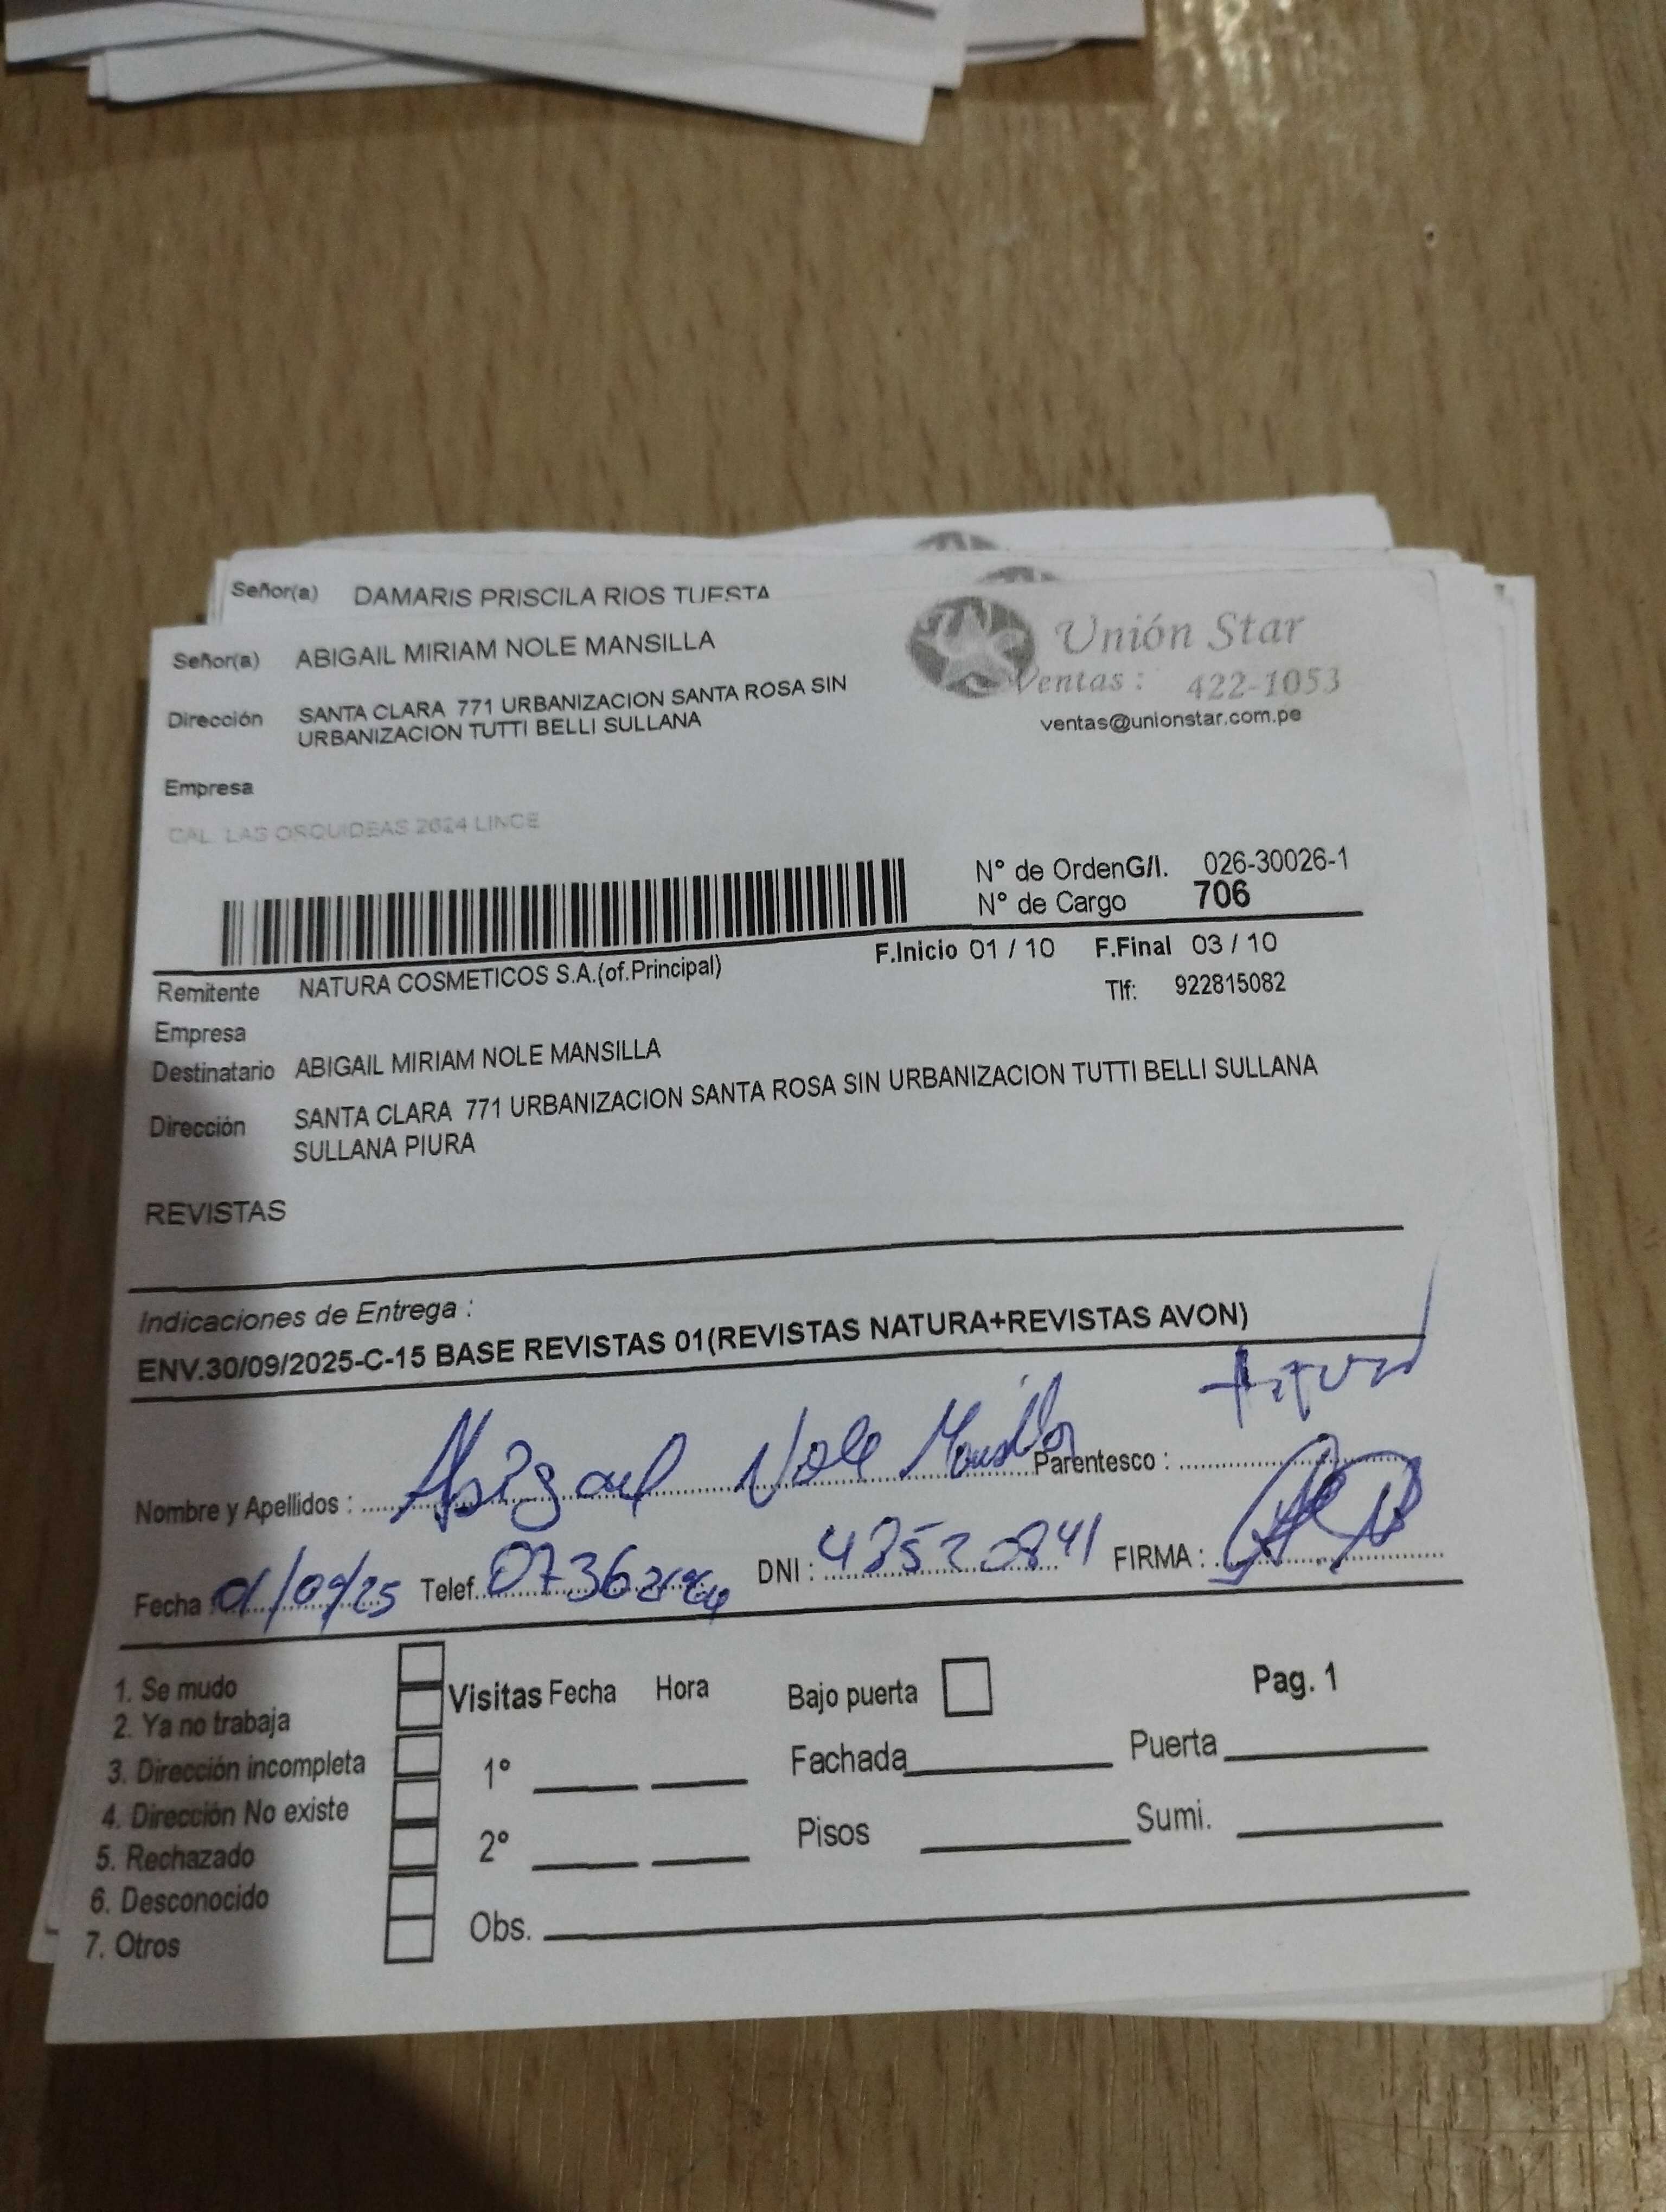 Señor(a) DAMARIS PRISCILA RIOS TUESTA
Señor(a) ABIGAIL MIRIAM NOLE MANSILLA
Unión Star
Ventas : 422-1053
ventas@unionstar.com.pe
Dirección SANTA CLARA 771 URBANIZACION SANTA ROSA SIN
URBANIZACION TUTTI BELLI SULLANA
Empresa
CAL. LAS ORQUIDEAS 2624 LINCE
N° de OrdenG/I. 026-30026-1
N° de Cargo 706
F.Inicio 01 / 10 F.Final 03 / 10
Remitente NATURA COSMETICOS S.A.(of.Principal) Tlf: 922815082
Empresa
Destinatario ABIGAIL MIRIAM NOLE MANSILLA
Dirección SANTA CLARA 771 URBANIZACION SANTA ROSA SIN URBANIZACION TUTTI BELLI SULLANA
SULLANA PIURA
REVISTAS
Indicaciones de Entrega :
ENV.30/09/2025-C-15 BASE REVISTAS 01(REVISTAS NATURA+REVISTAS AVON)
Nombre y Apellidos : Abigael Nole Mansilla Parentesco :
Fecha : 01/09/25 Telef. DNI : FIRMA :
1. Se mudo
2. Ya no trabaja
3. Dirección incompleta
4. Dirección No existe
5. Rechazado
6. Desconocido
7. Otros
Visitas Fecha Hora
1°
2°
Obs.
Bajo puerta
Fachada
Pisos
Pag. 1
Puerta
Sumi.